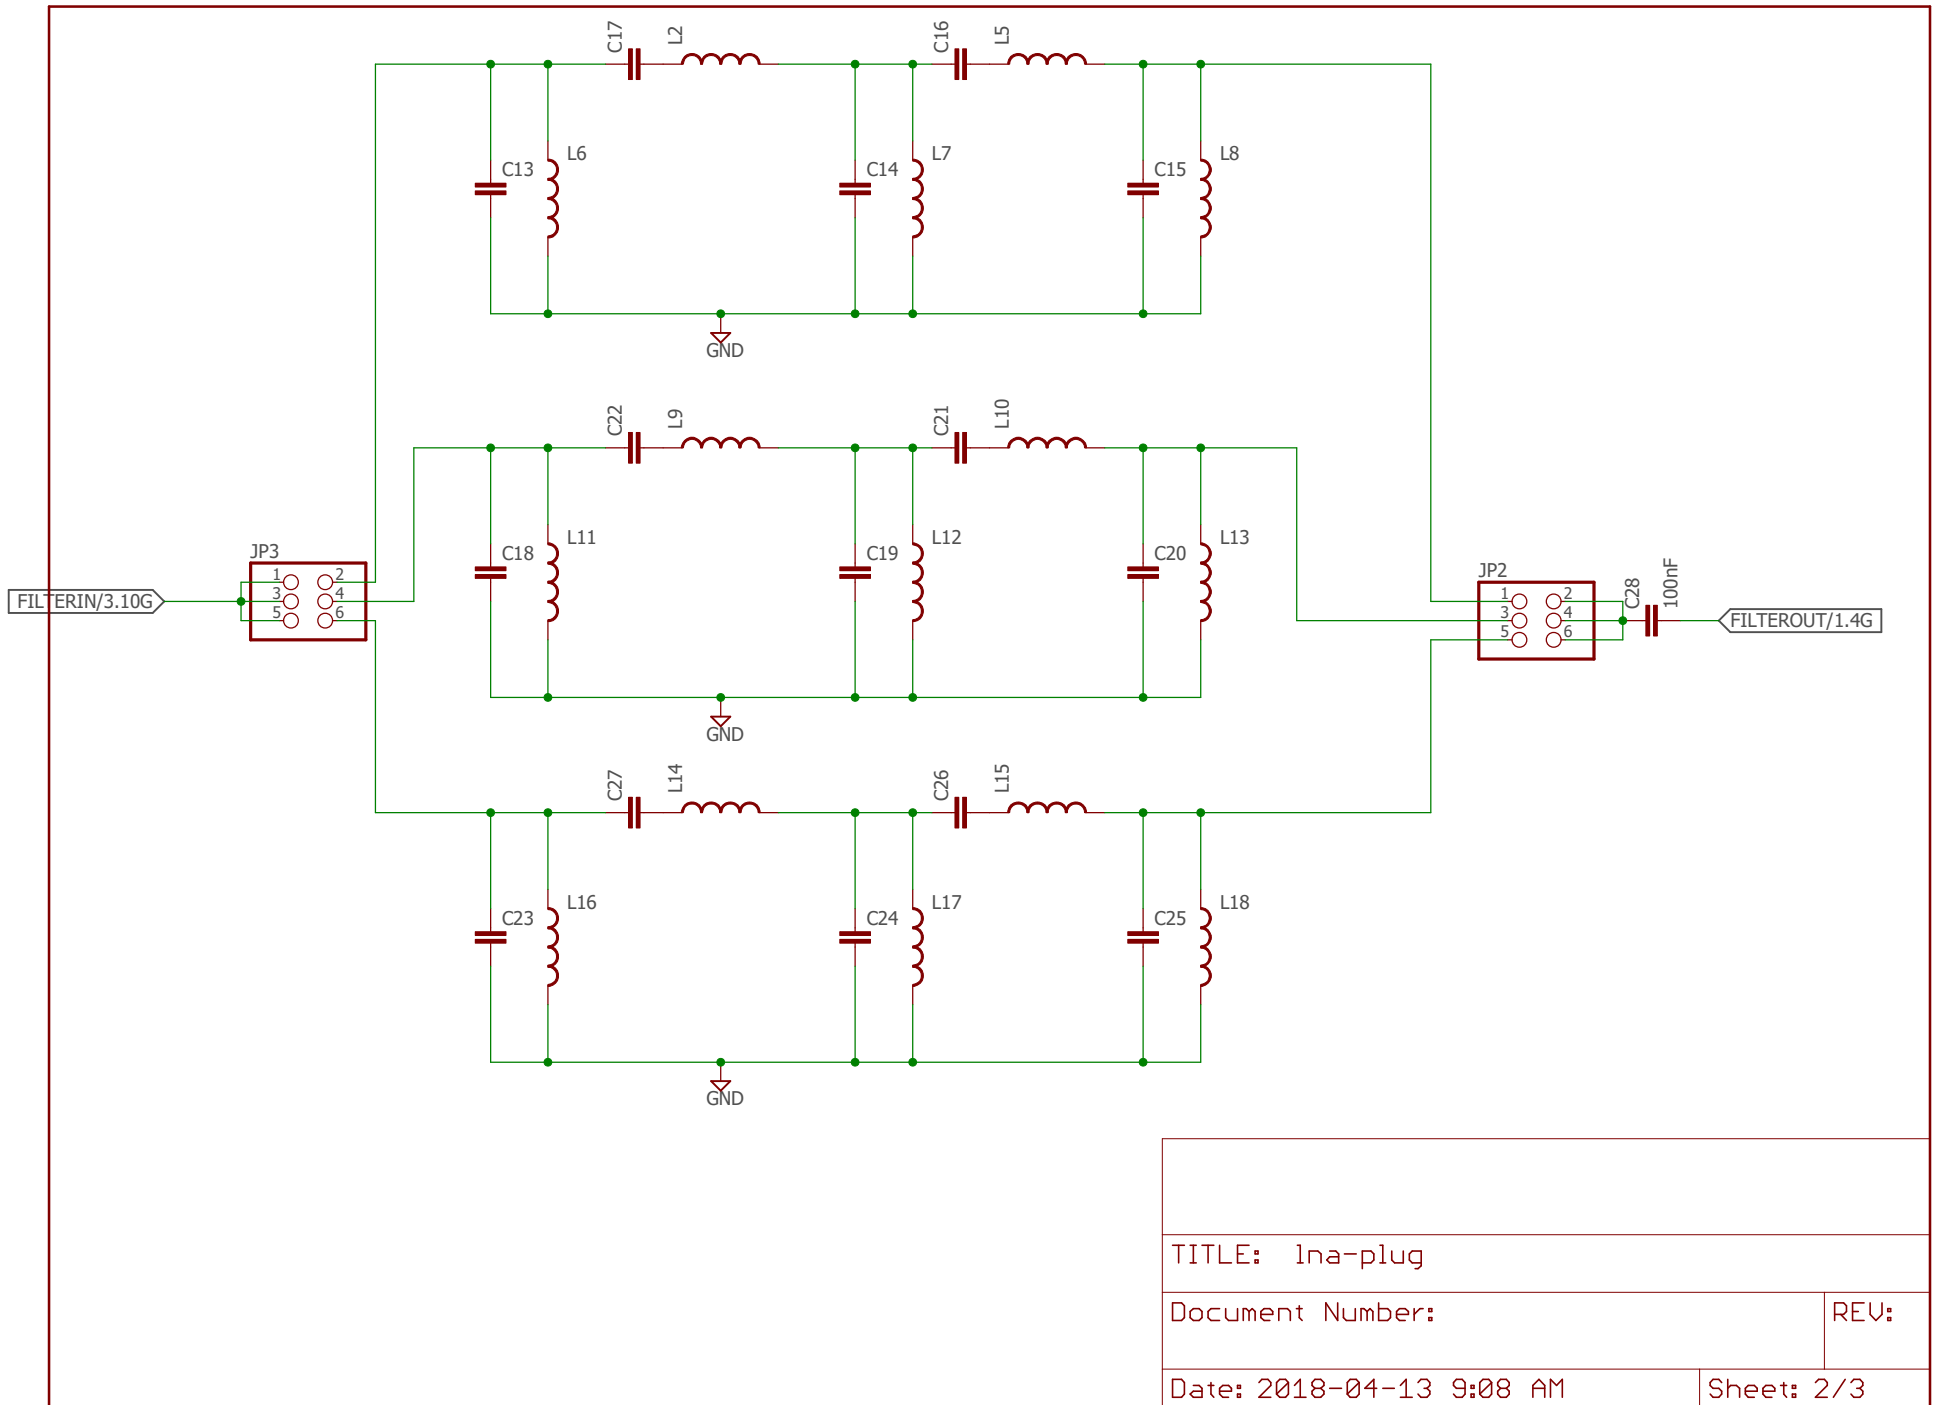 C17
L2
C16
L5
C13
L6
C14
L7
C15
L8
GND
C22
L9
C21
L10
C18
L11
C19
L12
C20
L13
JP3
1 2
3 4
5 6
FILTERIN/3.10G
JP2
1 2
3 4
5 6
C28
100nF
FILTEROUT/1.4G
GND
C27
L14
C26
L15
C23
L16
C24
L17
C25
L18
GND
TITLE: lna-plug
Document Number:
REV:
Date: 2018-04-13 9:08 AM
Sheet: 2/3